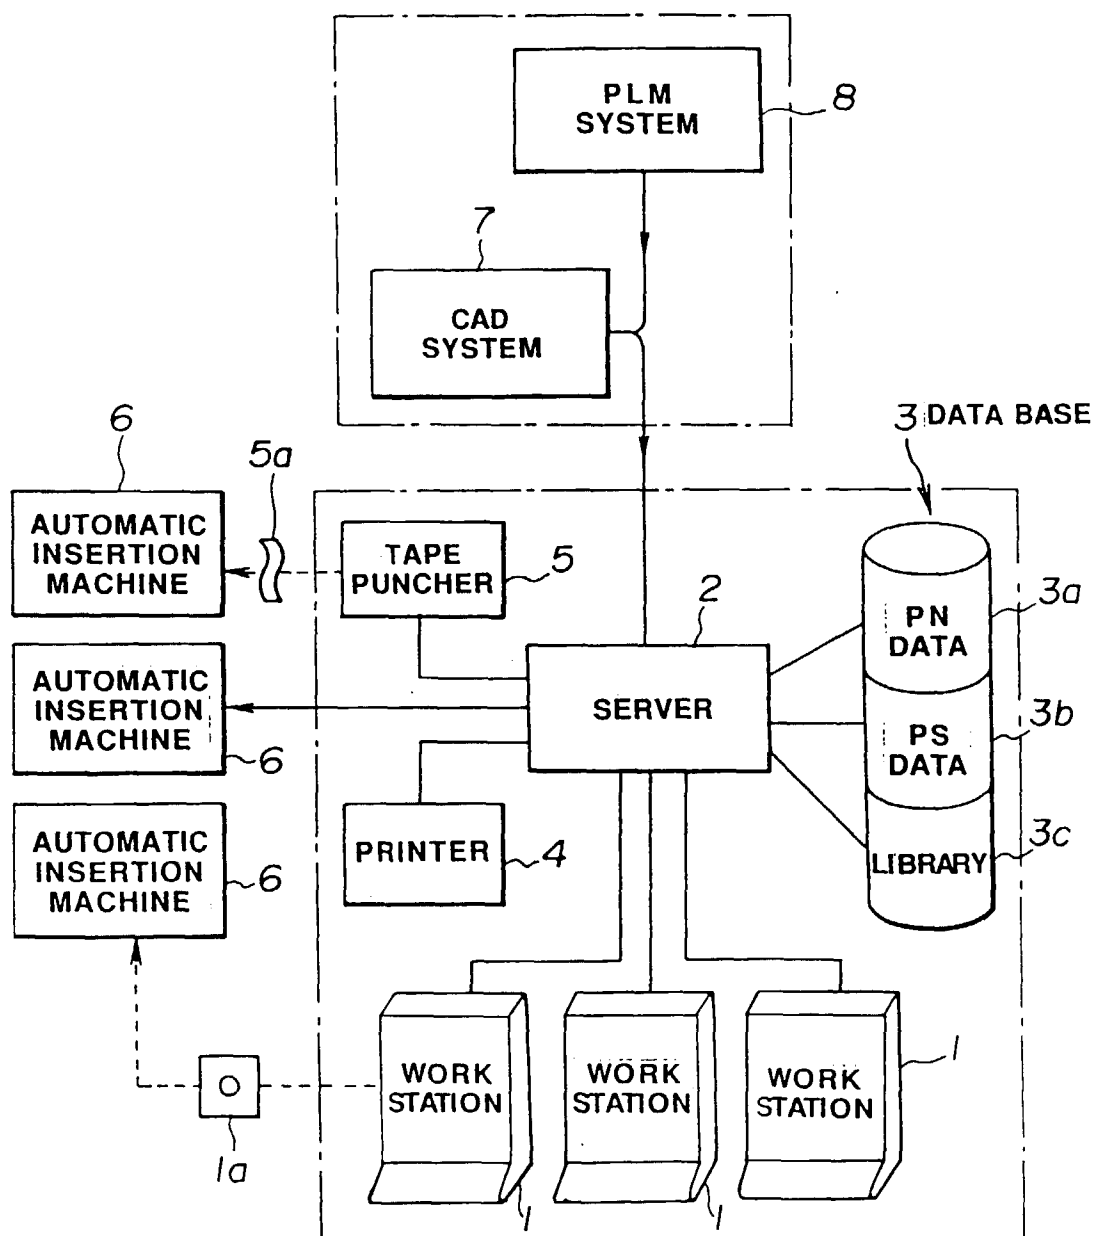 PLM
SYSTEM
8
7
CAD
SYSTEM
3 DATA BASE
6
5a
AUTOMATIC
INSERTION
MACHINE
TAPE
PUNCHER
5
2
3a
PN
DATA
AUTOMATIC
INSERTION
MACHINE
6
SERVER
3b
PS
DATA
AUTOMATIC
INSERTION
MACHINE
6
PRINTER
4
3c
LIBRARY
WORK
STATION
1
WORK
STATION
1
WORK
STATION
1
1a